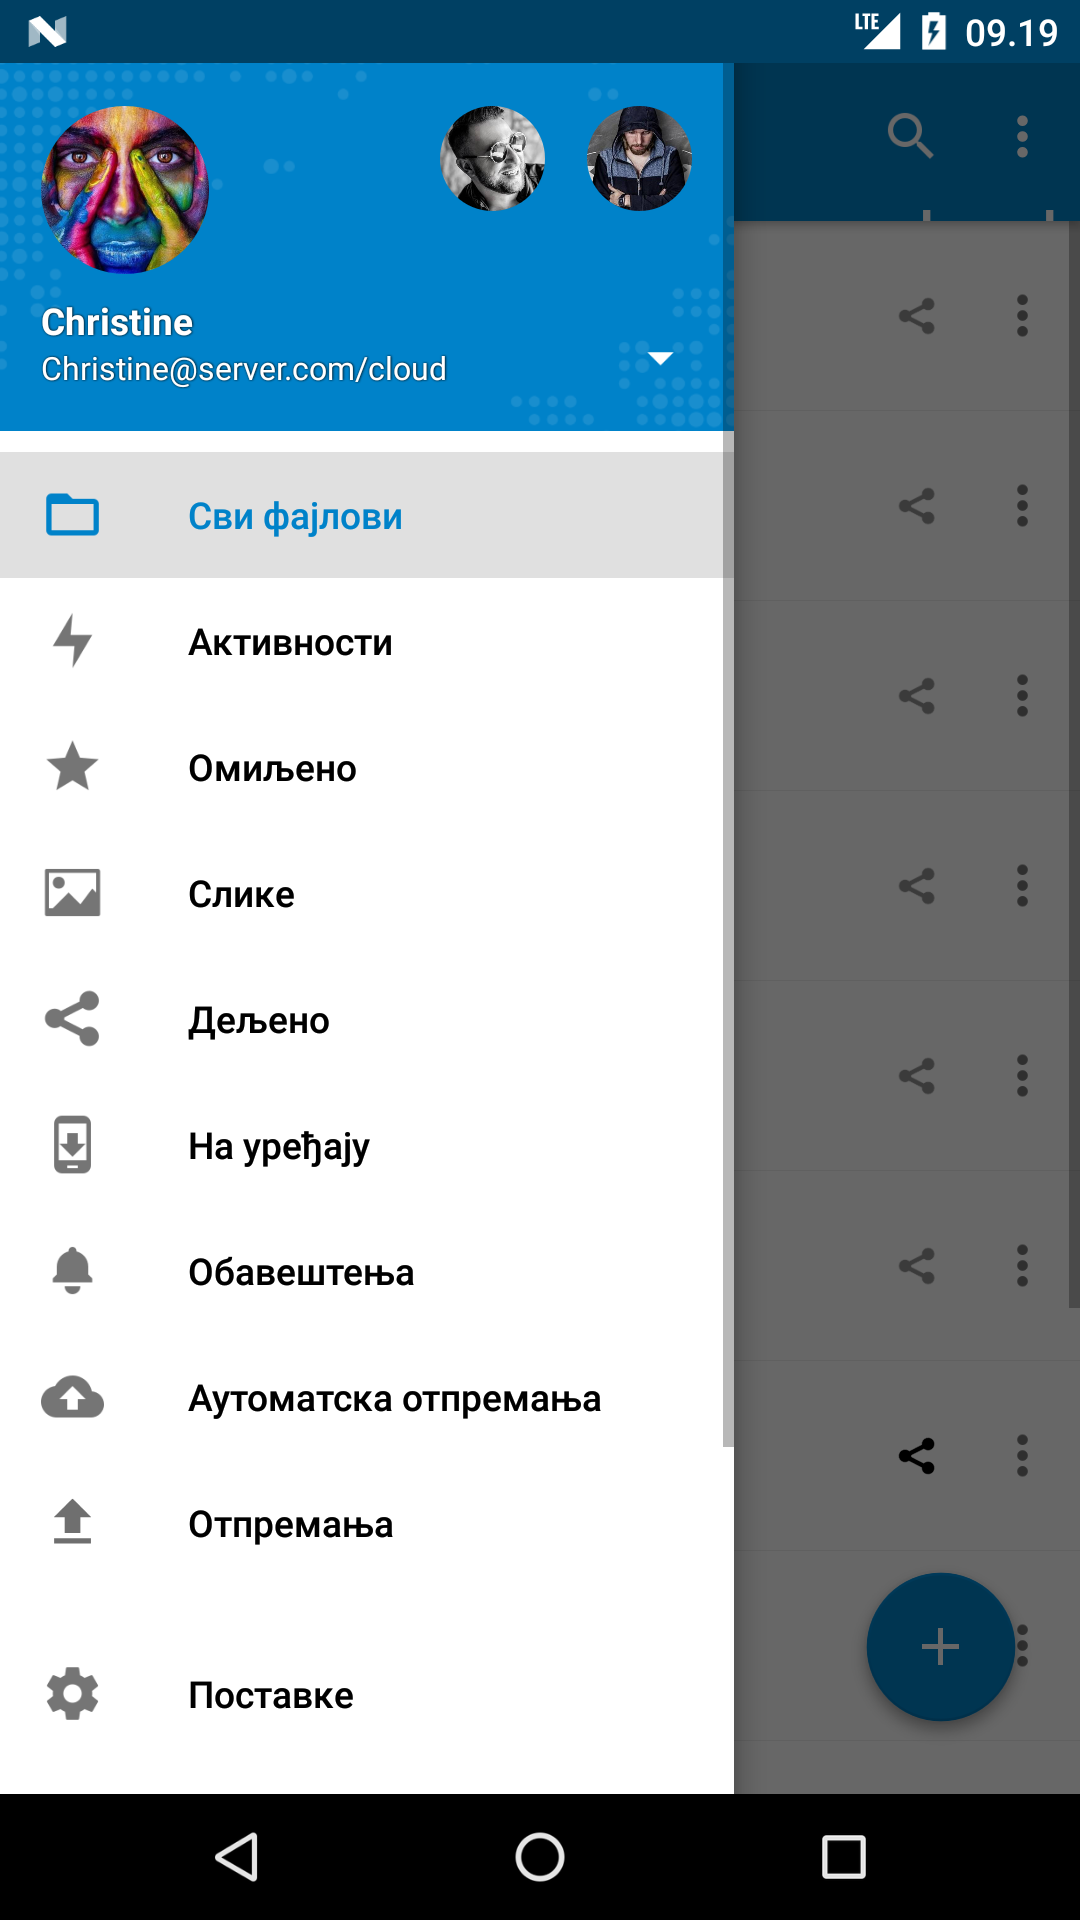 LTE 09.19
Christine
Christine@server.com/cloud
Сви фајлови
Активности
Омиљено
Слике
Дељено
На уређају
Обавештења
Аутоматска отпремања
Отпремања
Поставке